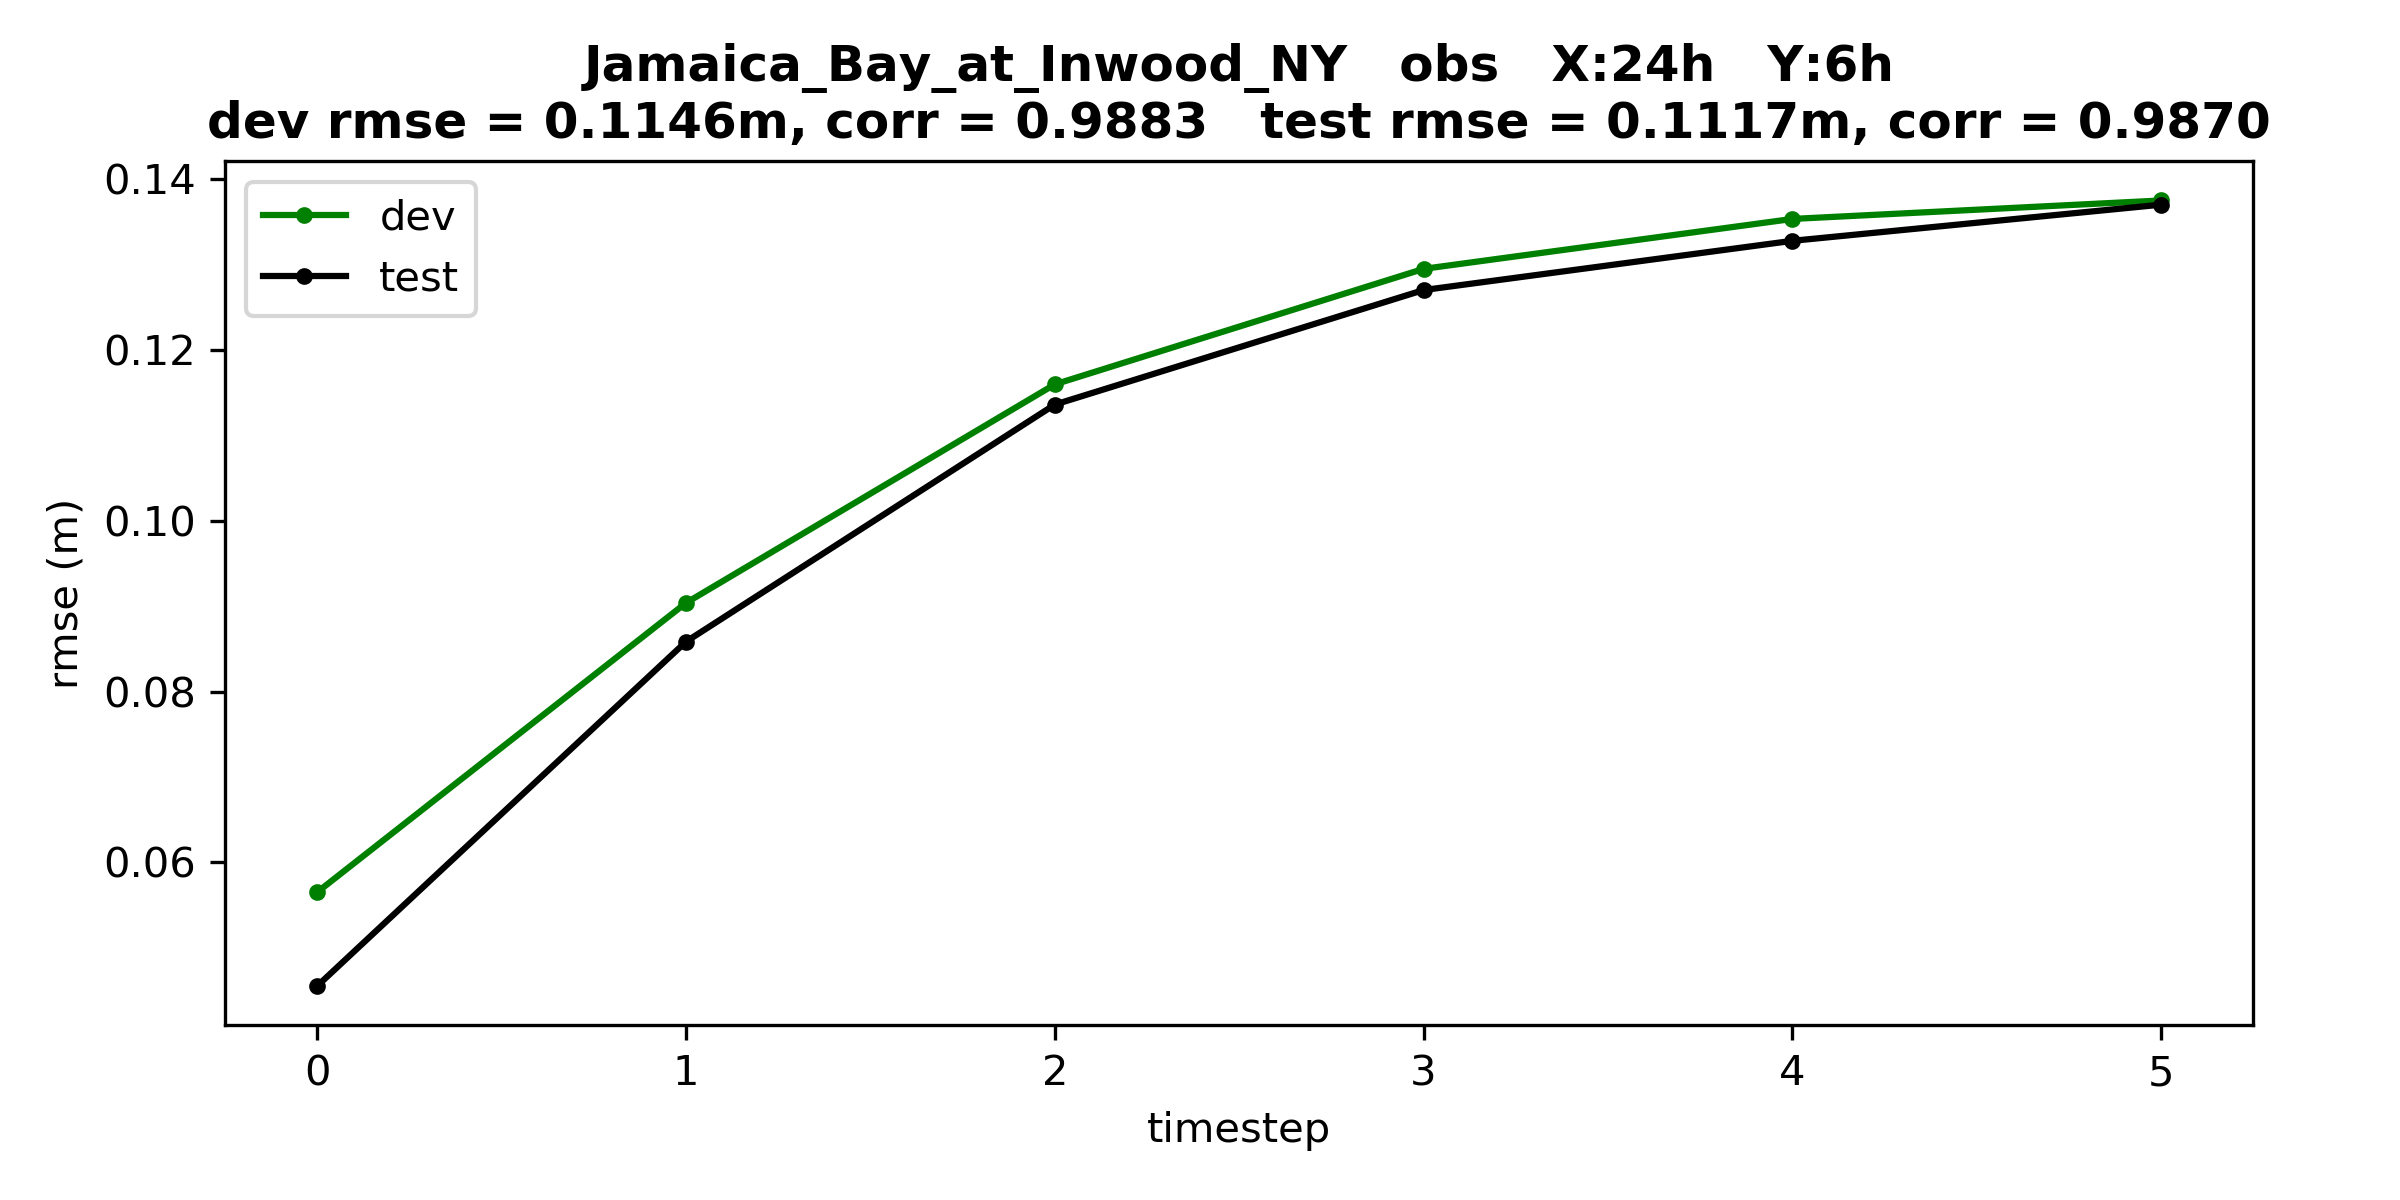 Jamaica_Bay_at_Inwood_NY   obs   X:24h   Y:6h
dev rmse = 0.1146m, corr = 0.9883   test rmse = 0.1117m, corr = 0.9870
dev
test
0.14
0.12
0.10
0.08
0.06
rmse (m)
0 1 2 3 4 5
timestep